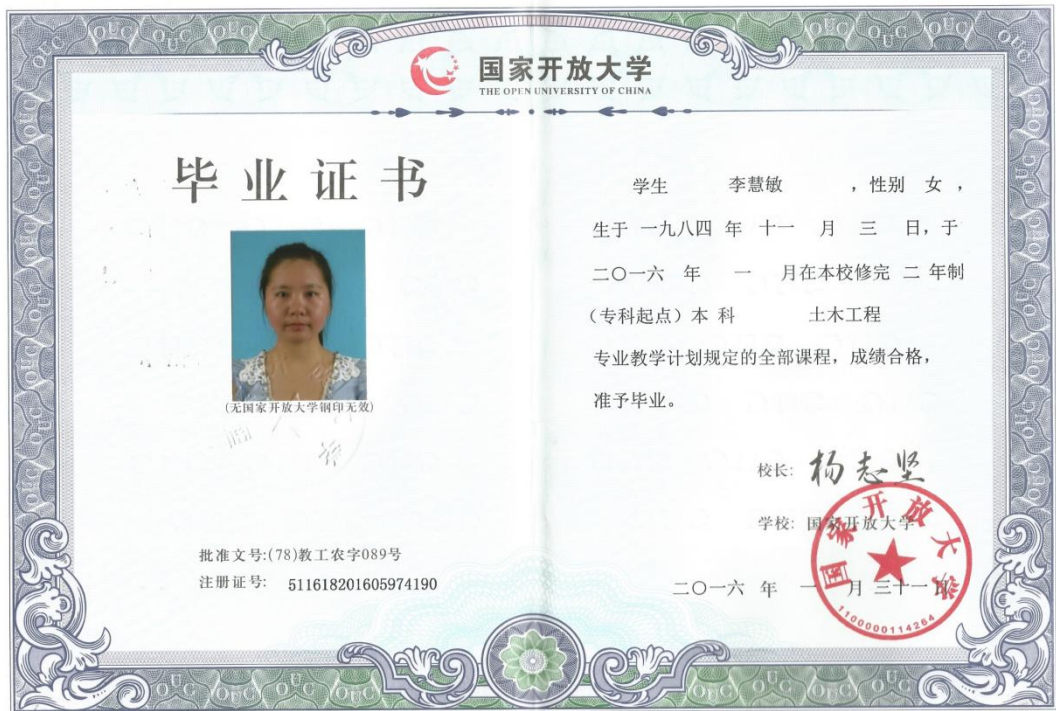 国家开放大学
THE OPEN UNIVERSITY OF CHINA
毕业证书
(无国家开放大学钢印无效)
批准文号:(78)教工农字089号
注册证号: 511618201605974190
学生 李慧敏 ，性别 女 ，
生于 一九八四 年 十一 月 三 日，于
二〇一六 年 一 月在本校修完 二 年制
（专科起点）本 科 土木工程
专业教学计划规定的全部课程，成绩合格，
准予毕业。
校长: 杨志坚
学校: 国家开放大学
二〇一六 年 一 月 三十一日
国家开放大学
1100000114264